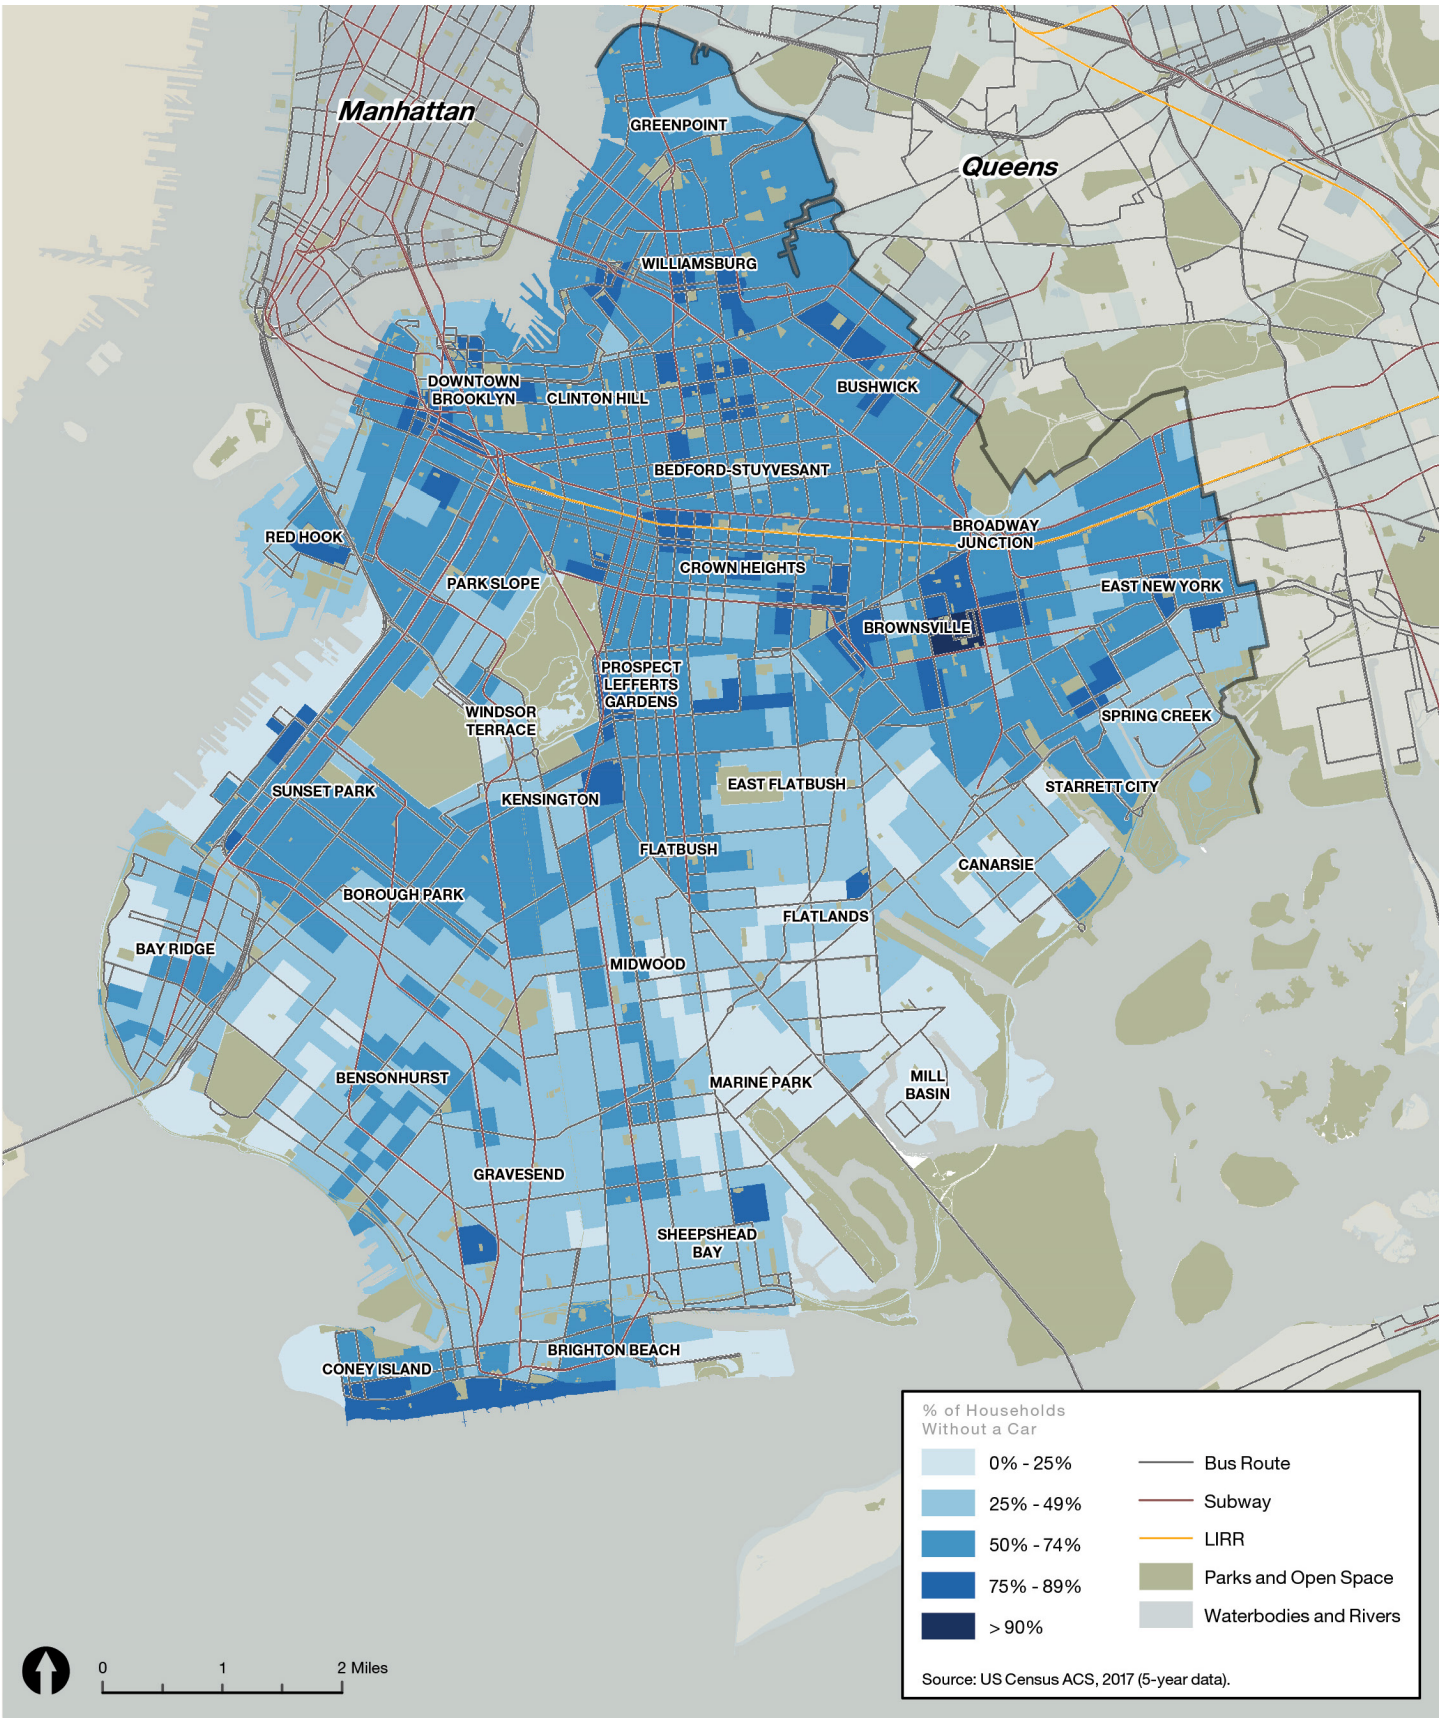 Manhattan
GREENPOINT
Queens
WILLIAMSBURG
DOWNTOWN
BROOKLYN
CLINTON HILL
BUSHWICK
BEDFORD-STUYVESANT
RED HOOK
BROADWAY
JUNCTION
PARK SLOPE
CROWN HEIGHTS
EAST NEW YORK
BROWNSVILLE
PROSPECT
LEFFERTS
GARDENS
WINDSOR
TERRACE
SPRING CREEK
SUNSET PARK
KENSINGTON
EAST FLATBUSH
STARRETT CITY
FLATBUSH
CANARSIE
BOROUGH PARK
FLATLANDS
BAY RIDGE
MIDWOOD
BENSONHURST
MARINE PARK
MILL
BASIN
GRAVESEND
SHEEPSHEAD
BAY
CONEY ISLAND
BRIGHTON BEACH
% of Households
Without a Car
0% - 25%
25% - 49%
50% - 74%
75% - 89%
> 90%
Bus Route
Subway
LIRR
Parks and Open Space
Waterbodies and Rivers
Source: US Census ACS, 2017 (5-year data).
0 1 2 Miles